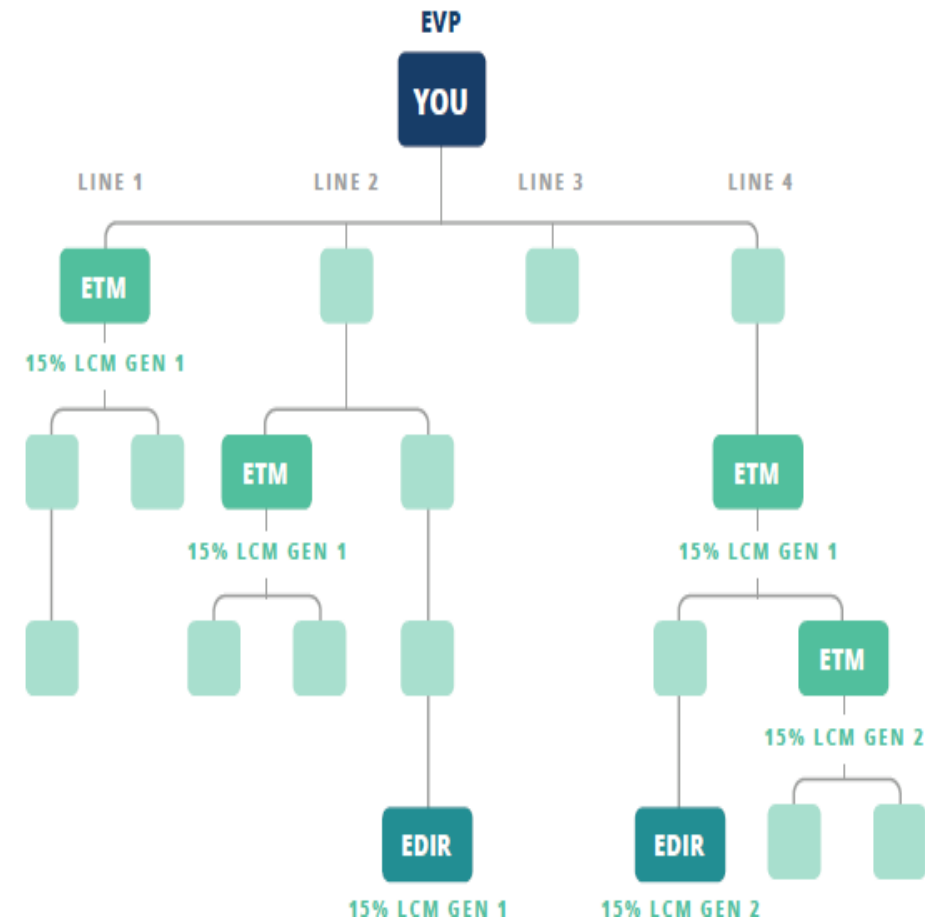 EVP
YOU
LINE 1
LINE 2
LINE 3
LINE 4
ETM
15% LCM GEN 1
ETM
ETM
15% LCM GEN 1
15% LCM GEN 1
ETM
15% LCM GEN 2
EDIR
EDIR
15% LCM GEN 1
15% LCM GEN 2